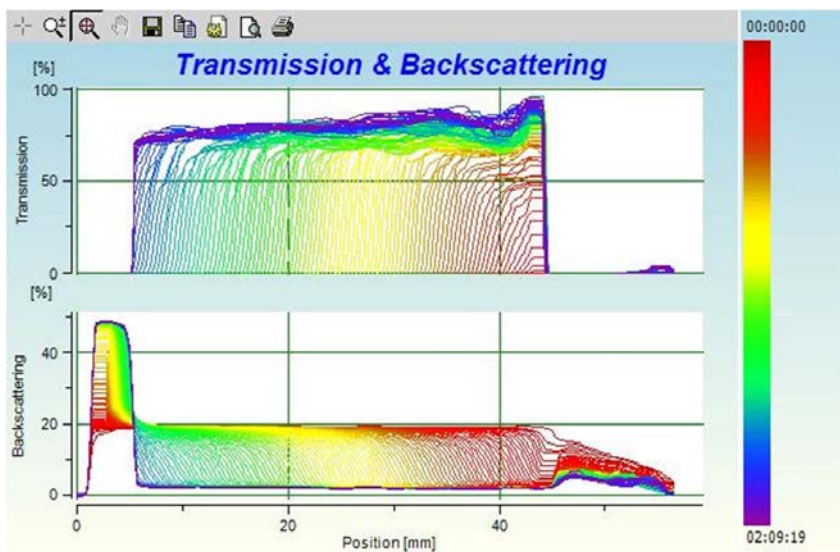 00:00:00
Transmission & Backscattering
[%]
100
50
0
Transmission
[%]
40
20
0
Backscattering
0 20 40
Position [mm]
02:09:19